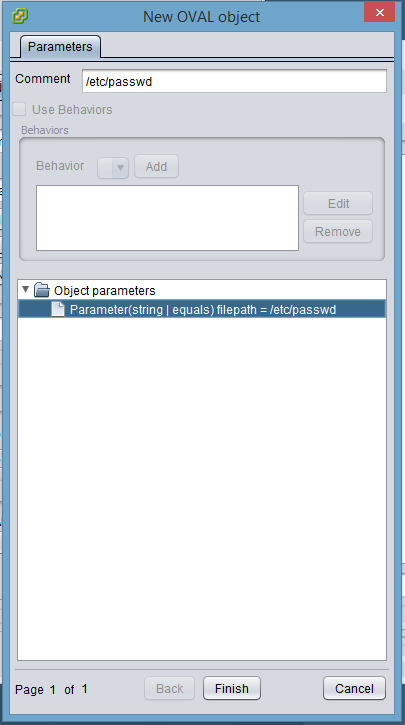 New OVAL object
Parameters
Comment /etc/passwd
Use Behaviors
Behaviors
Behavior Add
Edit
Remove
Object parameters
Parameter(string | equals) filepath = /etc/passwd
Page 1 of 1 Back Finish Cancel